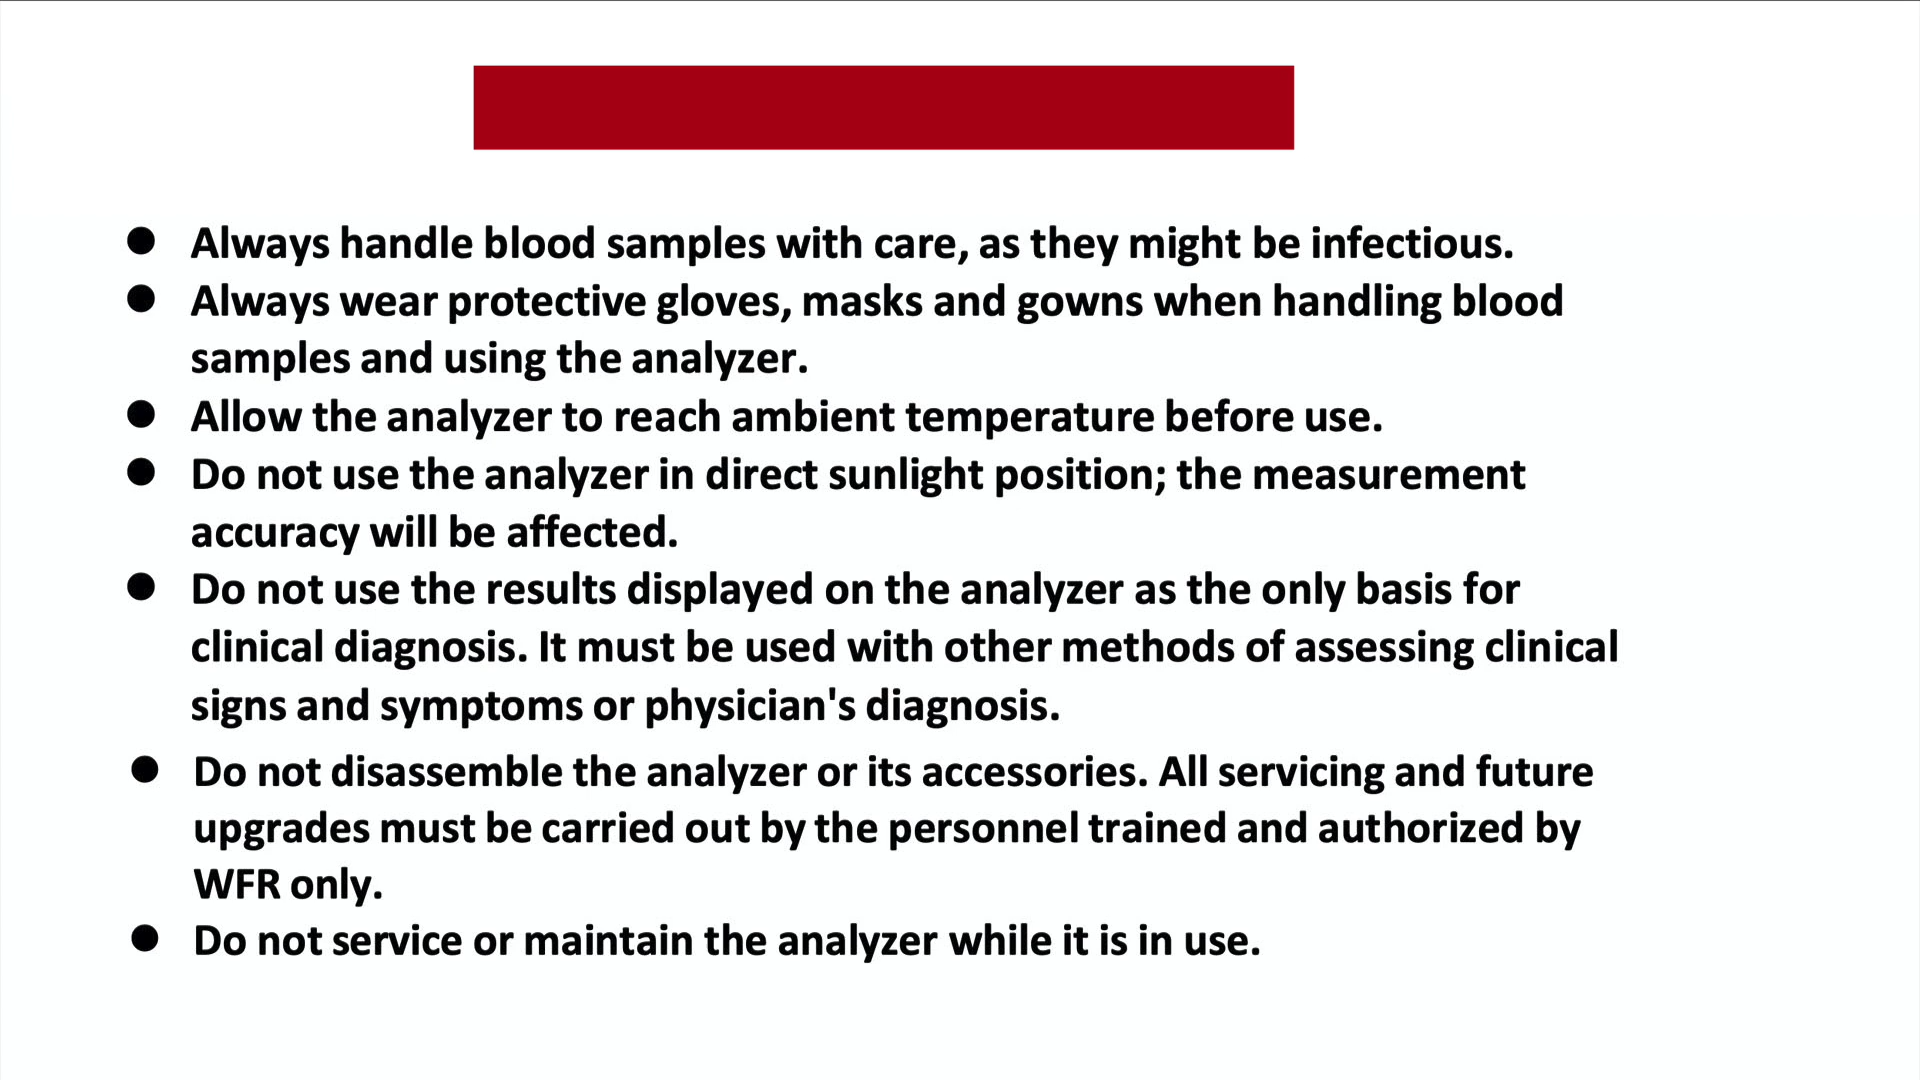 ● Always handle blood samples with care, as they might be infectious.
● Always wear protective gloves, masks and gowns when handling blood
samples and using the analyzer.
● Allow the analyzer to reach ambient temperature before use.
● Do not use the analyzer in direct sunlight position; the measurement
accuracy will be affected.
● Do not use the results displayed on the analyzer as the only basis for
clinical diagnosis. It must be used with other methods of assessing clinical
signs and symptoms or physician's diagnosis.
● Do not disassemble the analyzer or its accessories. All servicing and future
upgrades must be carried out by the personnel trained and authorized by
WFR only.
● Do not service or maintain the analyzer while it is in use.